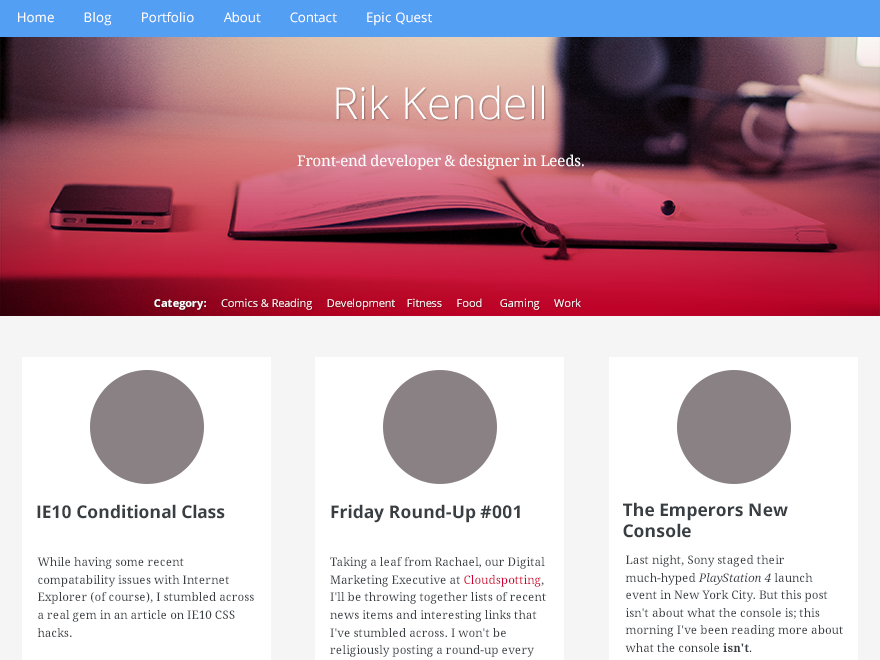 Home Blog Portfolio About Contact Epic Quest
Rik Kendell
Front-end developer & designer in Leeds.
Category: Comics & Reading Development Fitness Food Gaming Work
IE10 Conditional Class
While having some recent
compatability issues with Internet
Explorer (of course), I stumbled across
a real gem in an article on IE10 CSS
hacks.
Friday Round-Up #001
Taking a leaf from Rachael, our Digital
Marketing Executive at Cloudspotting,
I'll be throwing together lists of recent
news items and interesting links that
I've stumbled across. I won't be
religiously posting a round-up every
The Emperors New
Console
Last night, Sony staged their
much-hyped PlayStation 4 launch
event in New York City. But this post
isn't about what the console is; this
morning I've been reading more about
what the console isn't.